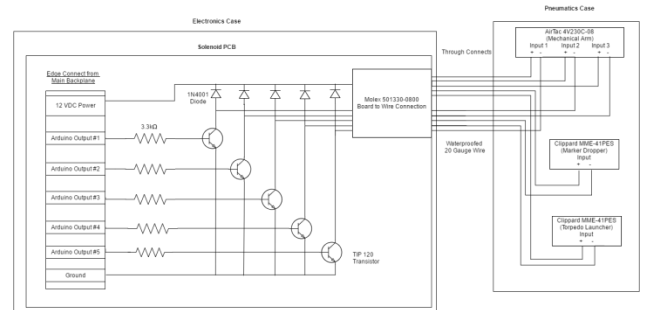 Electronics Case
Pneumatics Case
Solenoid PCB
Edge Connect from
Main Backplane
12 VDC Power
Arduino Output #1
Arduino Output #2
Arduino Output #3
Arduino Output #4
Arduino Output #5
Ground
3.3kΩ
1N4001
Diode
TIP 120
Transistor
Molex 501330-0800
Board to Wire Connection
Through Connects
Waterproofed
20 Gauge Wire
AirTac 4V230C-08
(Mechanical Arm)
Input 1 Input 2 Input 3
+ - + - + -
Clippard MME-41PES
(Marker Dropper)
Input
+ -
Clippard MME-41PES
(Torpedo Launcher)
Input
+ -